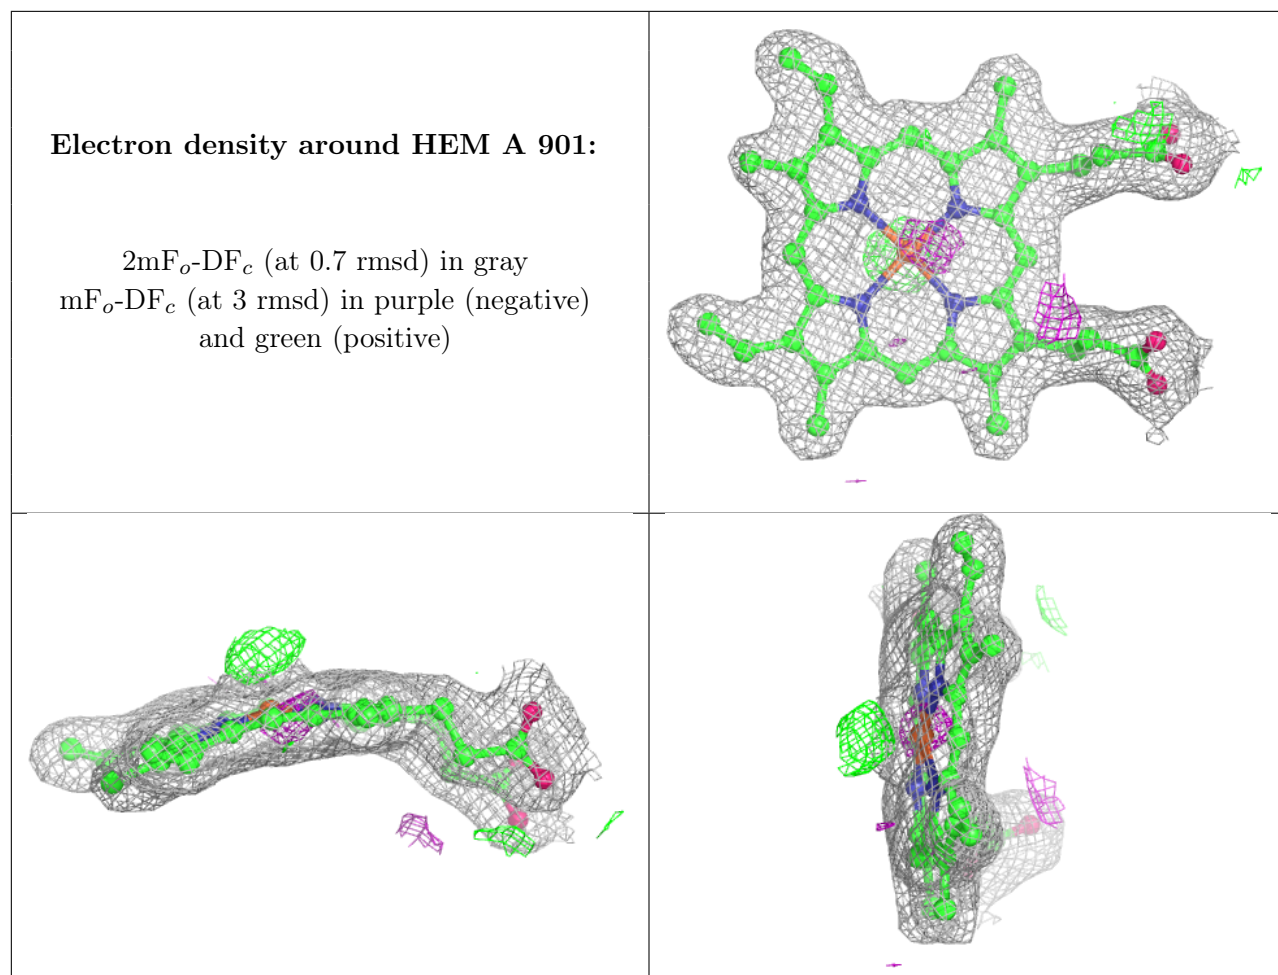 Electron density around HEM A 901:
2mFo-DFc (at 0.7 rmsd) in gray
mFo-DFc (at 3 rmsd) in purple (negative)
and green (positive)